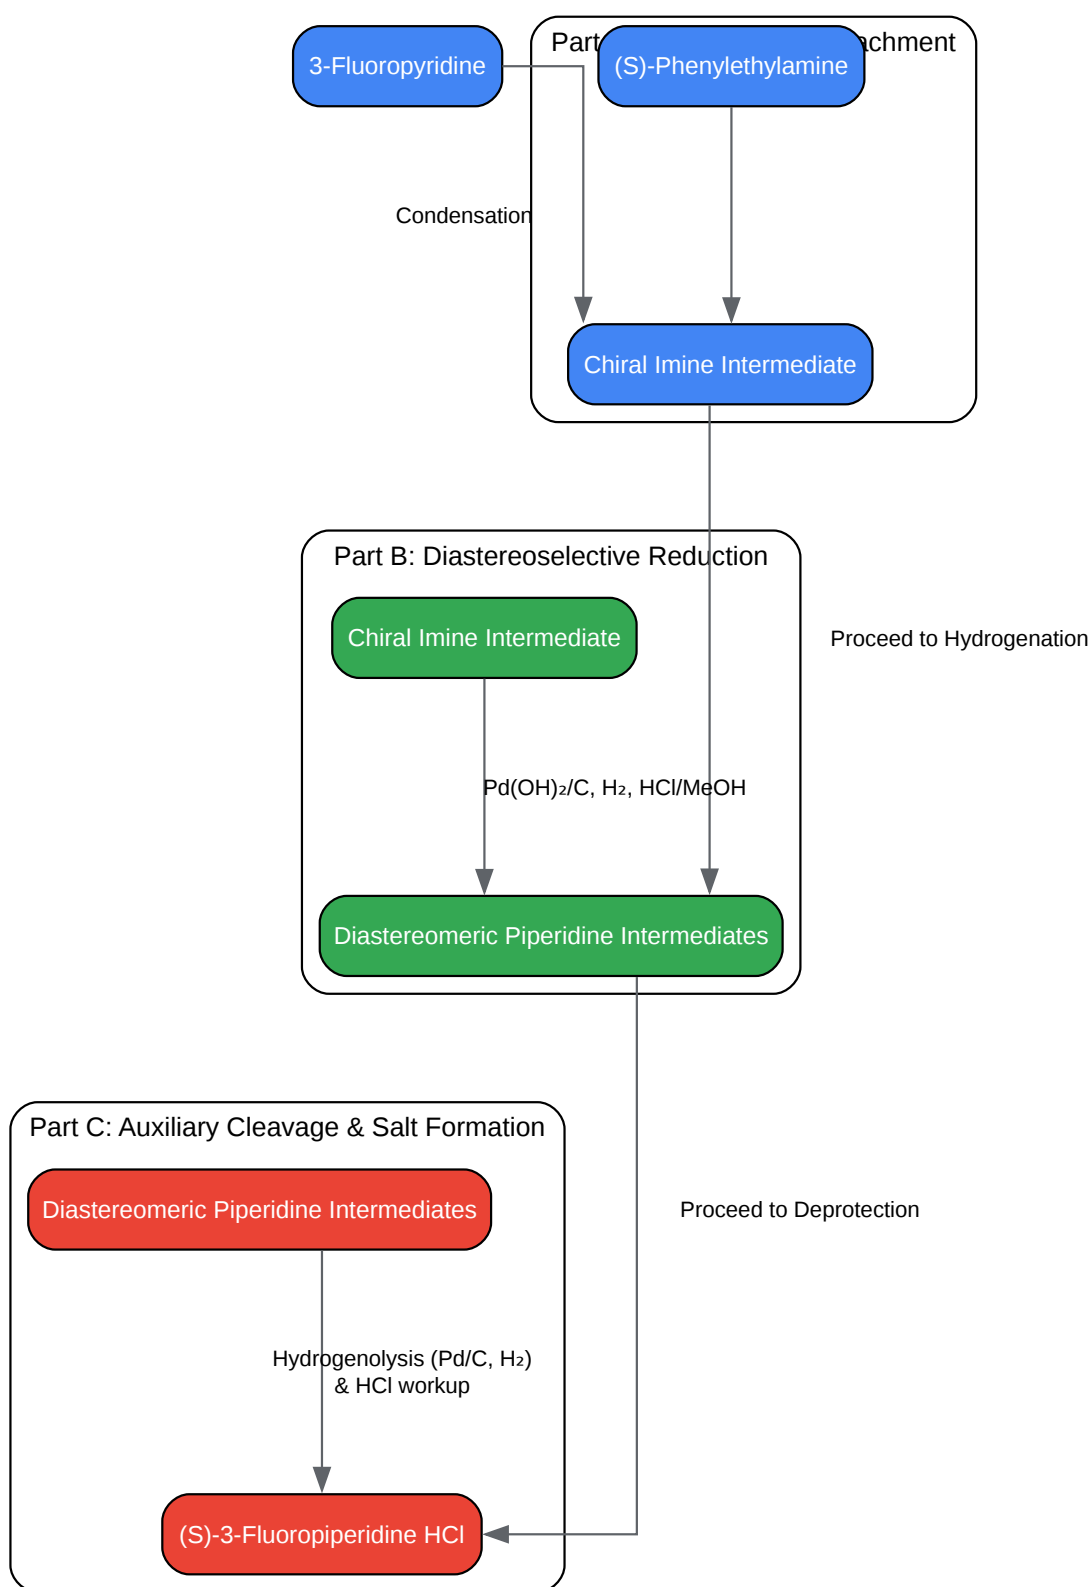 Part
achment
3-Fluoropyridine
(S)-Phenylethylamine
Condensation
Chiral Imine Intermediate
Part B: Diastereoselective Reduction
Chiral Imine Intermediate
Proceed to Hydrogenation
Pd(OH)₂/C, H₂, HCl/MeOH
Diastereomeric Piperidine Intermediates
Part C: Auxiliary Cleavage & Salt Formation
Diastereomeric Piperidine Intermediates
Proceed to Deprotection
Hydrogenolysis (Pd/C, H₂)
& HCl workup
(S)-3-Fluoropiperidine HCl